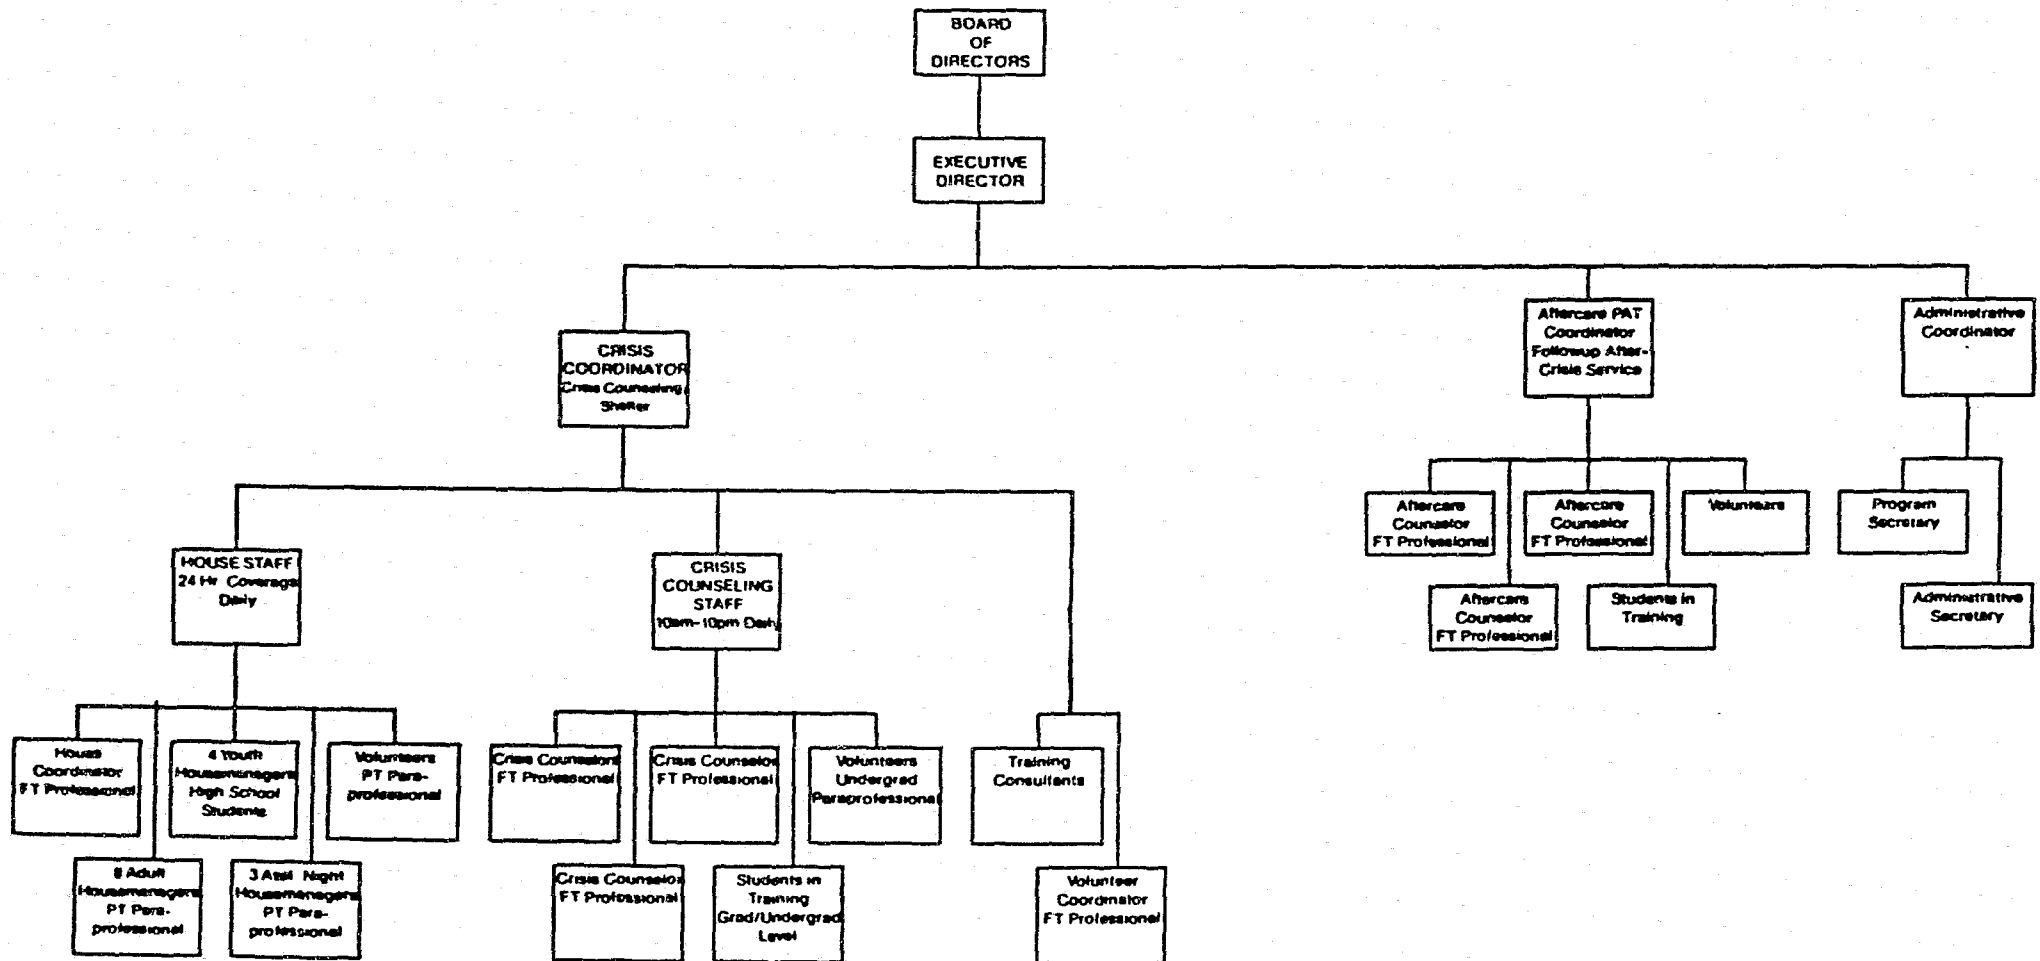 BOARD
OF
DIRECTORS
EXECUTIVE
DIRECTOR
CRISIS
COORDINATOR
Crisis Counseling/
Shelter
Aftercare PAT
Coordinator
Followup After-
Crisis Service
Administrative
Coordinator
HOUSE STAFF
24 Hr. Coverage
Daily
CRISIS
COUNSELING
STAFF
10am-10pm Daily
Aftercare
Counselor
FT Professional
Aftercare
Counselor
FT Professional
Volunteers
Program
Secretary
Aftercare
Counselor
FT Professional
Students in
Training
Administrative
Secretary
House
Coordinator
FT Professional
4 Youth
Housemanagers
High School
Students
Volunteers
PT Para-
professional
Crisis Counselors
FT Professional
Crisis Counselor
FT Professional
Volunteers
Undergrad
Paraprofessional
Training
Consultants
8 Adult
Housemanagers
PT Para-
professional
3 Asst. Night
Housemanagers
PT Para-
professional
Crisis Counselor
FT Professional
Students in
Training
Grad/Undergrad
Level
Volunteer
Coordinator
FT Professional